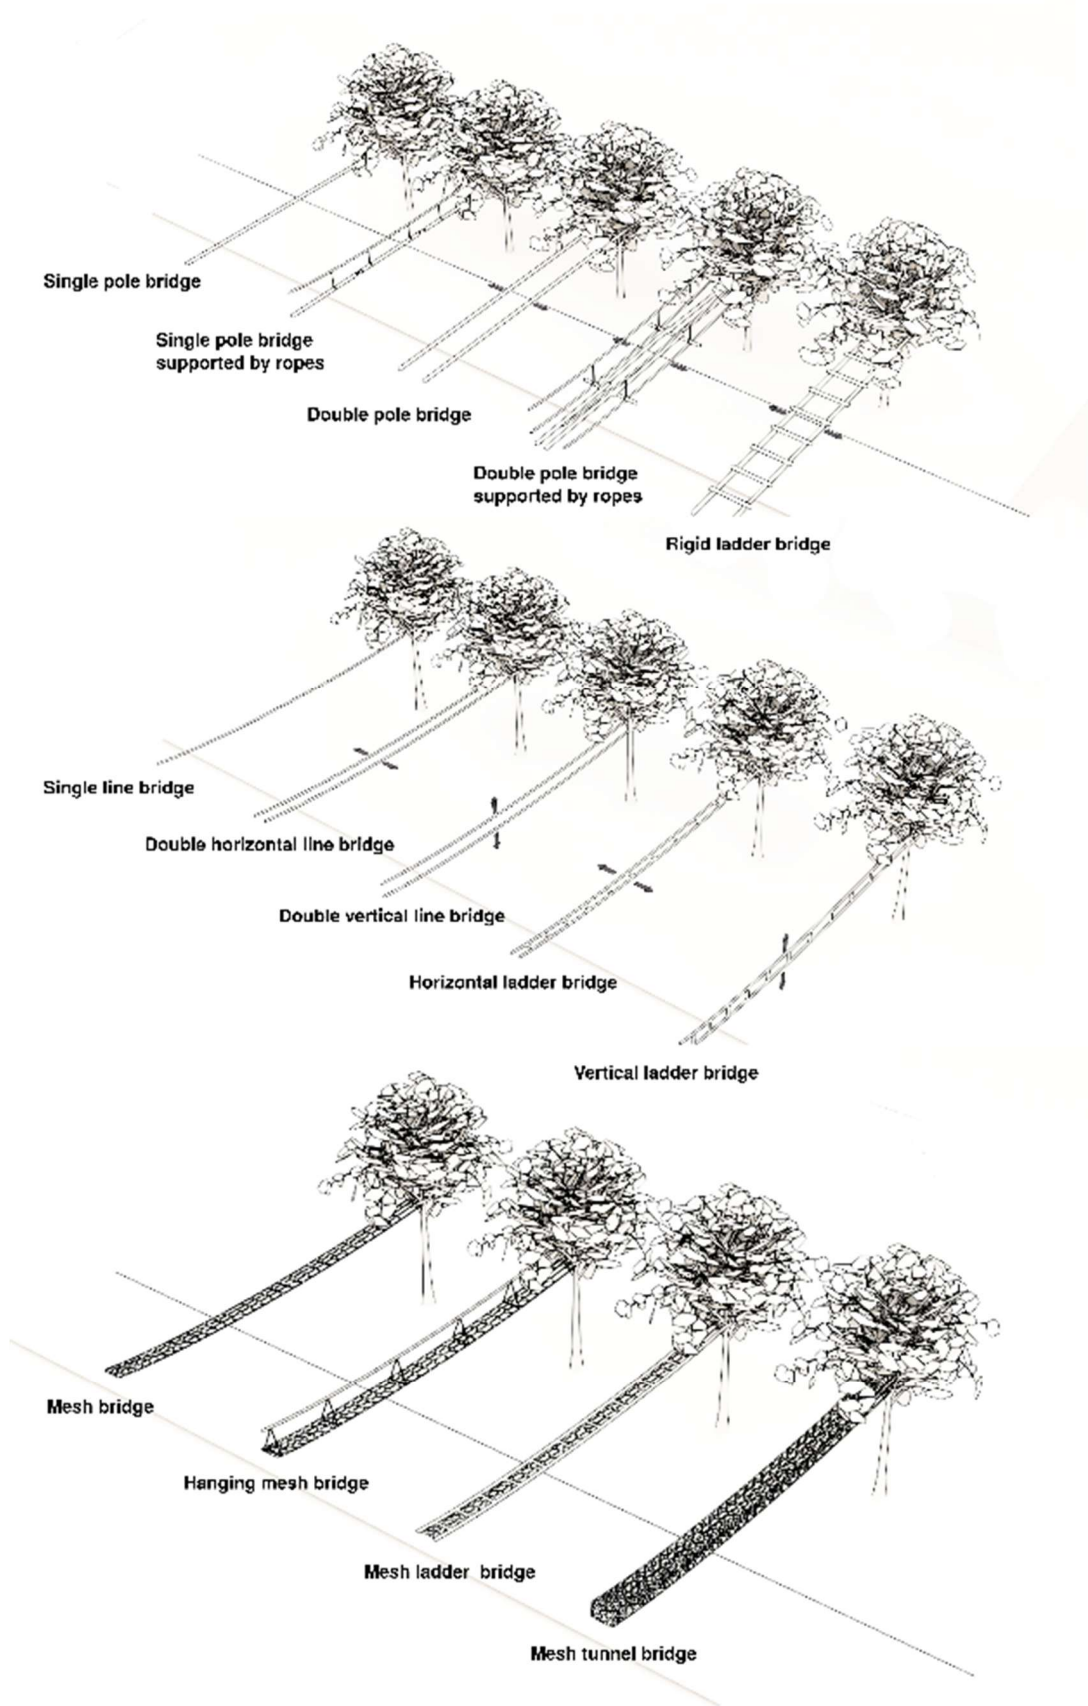 Single pole bridge
Single pole bridge
supported by ropes
Double pole bridge
Double pole bridge
supported by ropes
Rigid ladder bridge
Single line bridge
Double horizontal line bridge
Double vertical line bridge
Horizontal ladder bridge
Vertical ladder bridge
Mesh bridge
Hanging mesh bridge
Mesh ladder bridge
Mesh tunnel bridge